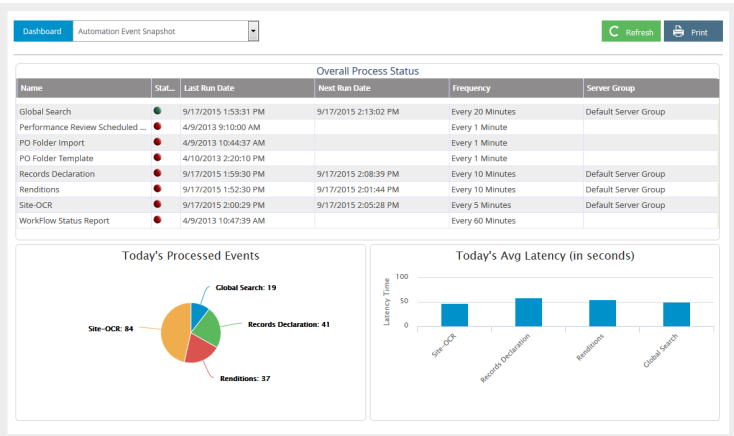 Dashboard Automation Event Snapshot Refresh Print
Overall Process Status
Name Stat... Last Run Date Next Run Date Frequency Server Group
Global Search 9/17/2015 1:53:31 PM 9/17/2015 2:13:02 PM Every 20 Minutes Default Server Group
Performance Review Scheduled ... 4/9/2013 9:10:00 AM Every 1 Minute
PO Folder Import 4/9/2013 10:44:37 AM Every 1 Minute
PO Folder Template 4/10/2013 2:20:10 PM Every 1 Minute
Records Declaration 9/17/2015 1:59:30 PM 9/17/2015 2:08:39 PM Every 10 Minutes Default Server Group
Renditions 9/17/2015 1:52:30 PM 9/17/2015 2:01:44 PM Every 10 Minutes Default Server Group
Site-OCR 9/17/2015 2:00:29 PM 9/17/2015 2:05:28 PM Every 5 Minutes Default Server Group
WorkFlow Status Report 4/9/2013 10:47:39 AM Every 60 Minutes
Today's Processed Events
Global Search: 19
Site-OCR: 84
Records Declaration: 41
Renditions: 37
Today's Avg Latency (in seconds)
Latency Time
100
50
0
Site-OCR
Records Declaration
Renditions
Global Search